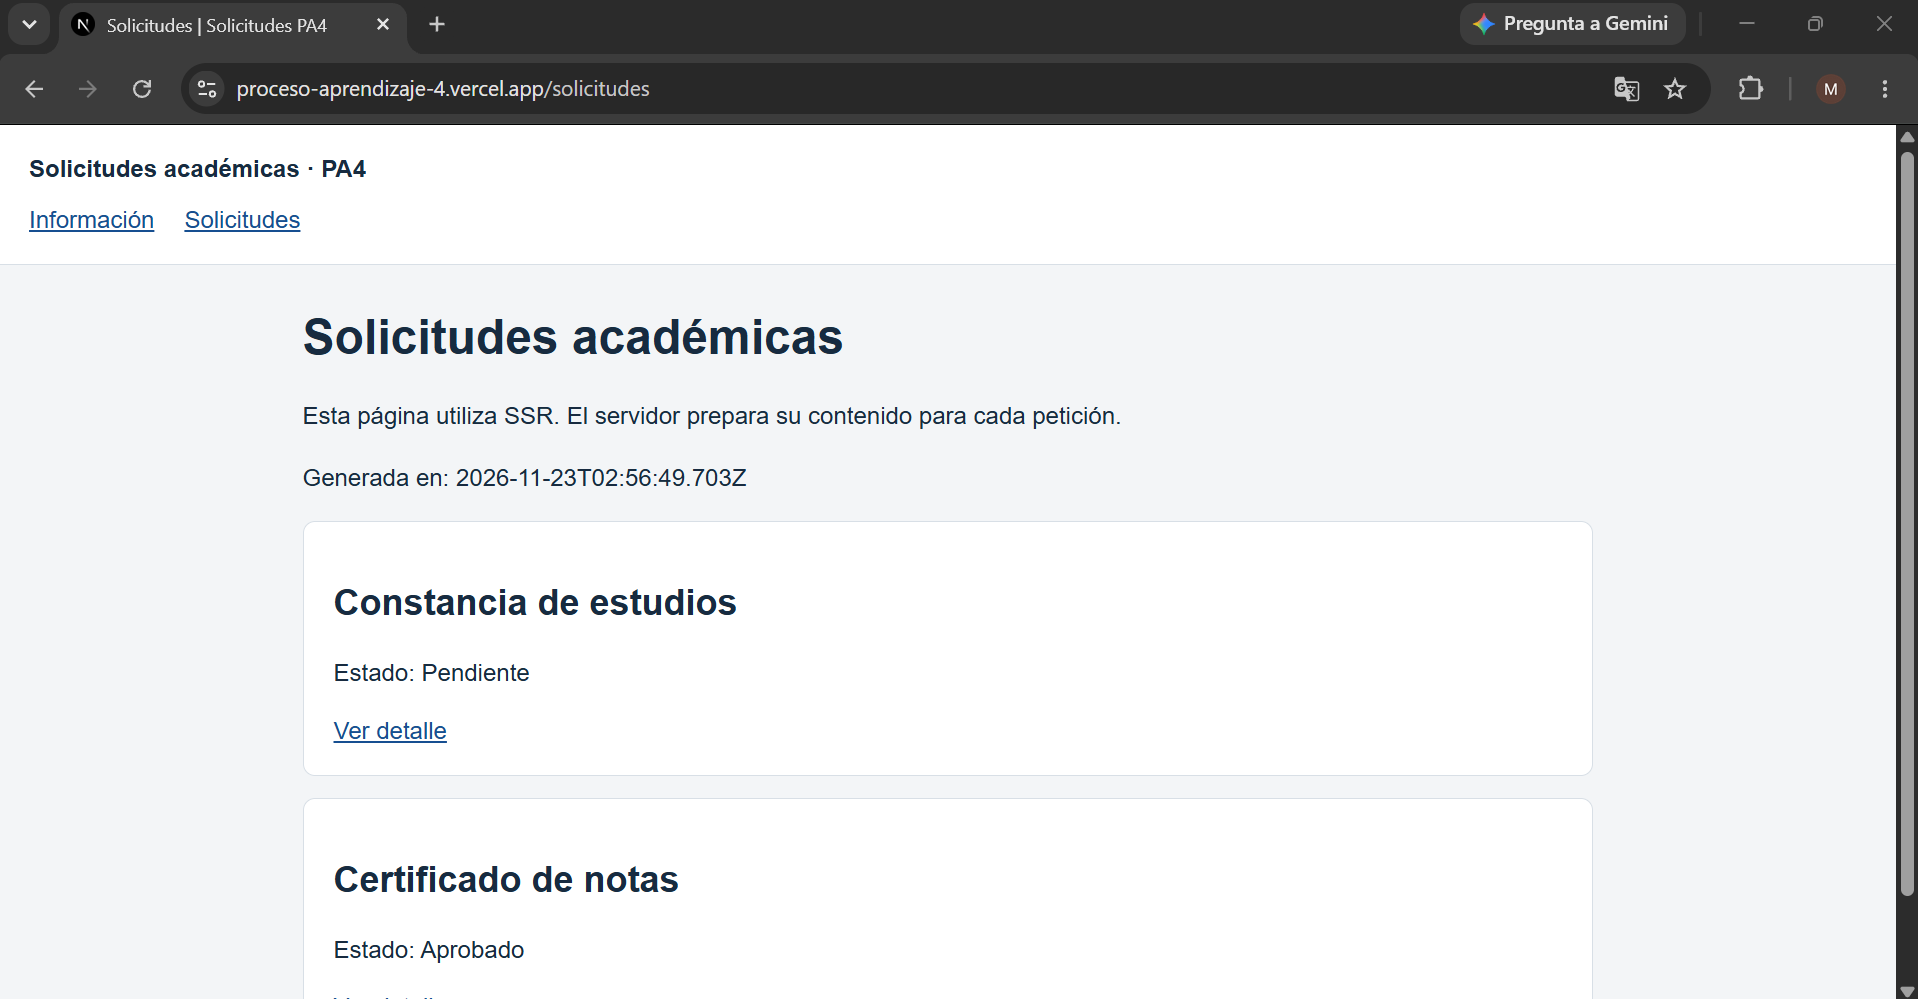 Solicitudes | Solicitudes PA4
Pregunta a Gemini
proceso-aprendizaje-4.vercel.app/solicitudes
M
Solicitudes académicas · PA4
Información Solicitudes
Solicitudes académicas
Esta página utiliza SSR. El servidor prepara su contenido para cada petición.
Generada en: 2026-11-23T02:56:49.703Z
Constancia de estudios
Estado: Pendiente
Ver detalle
Certificado de notas
Estado: Aprobado